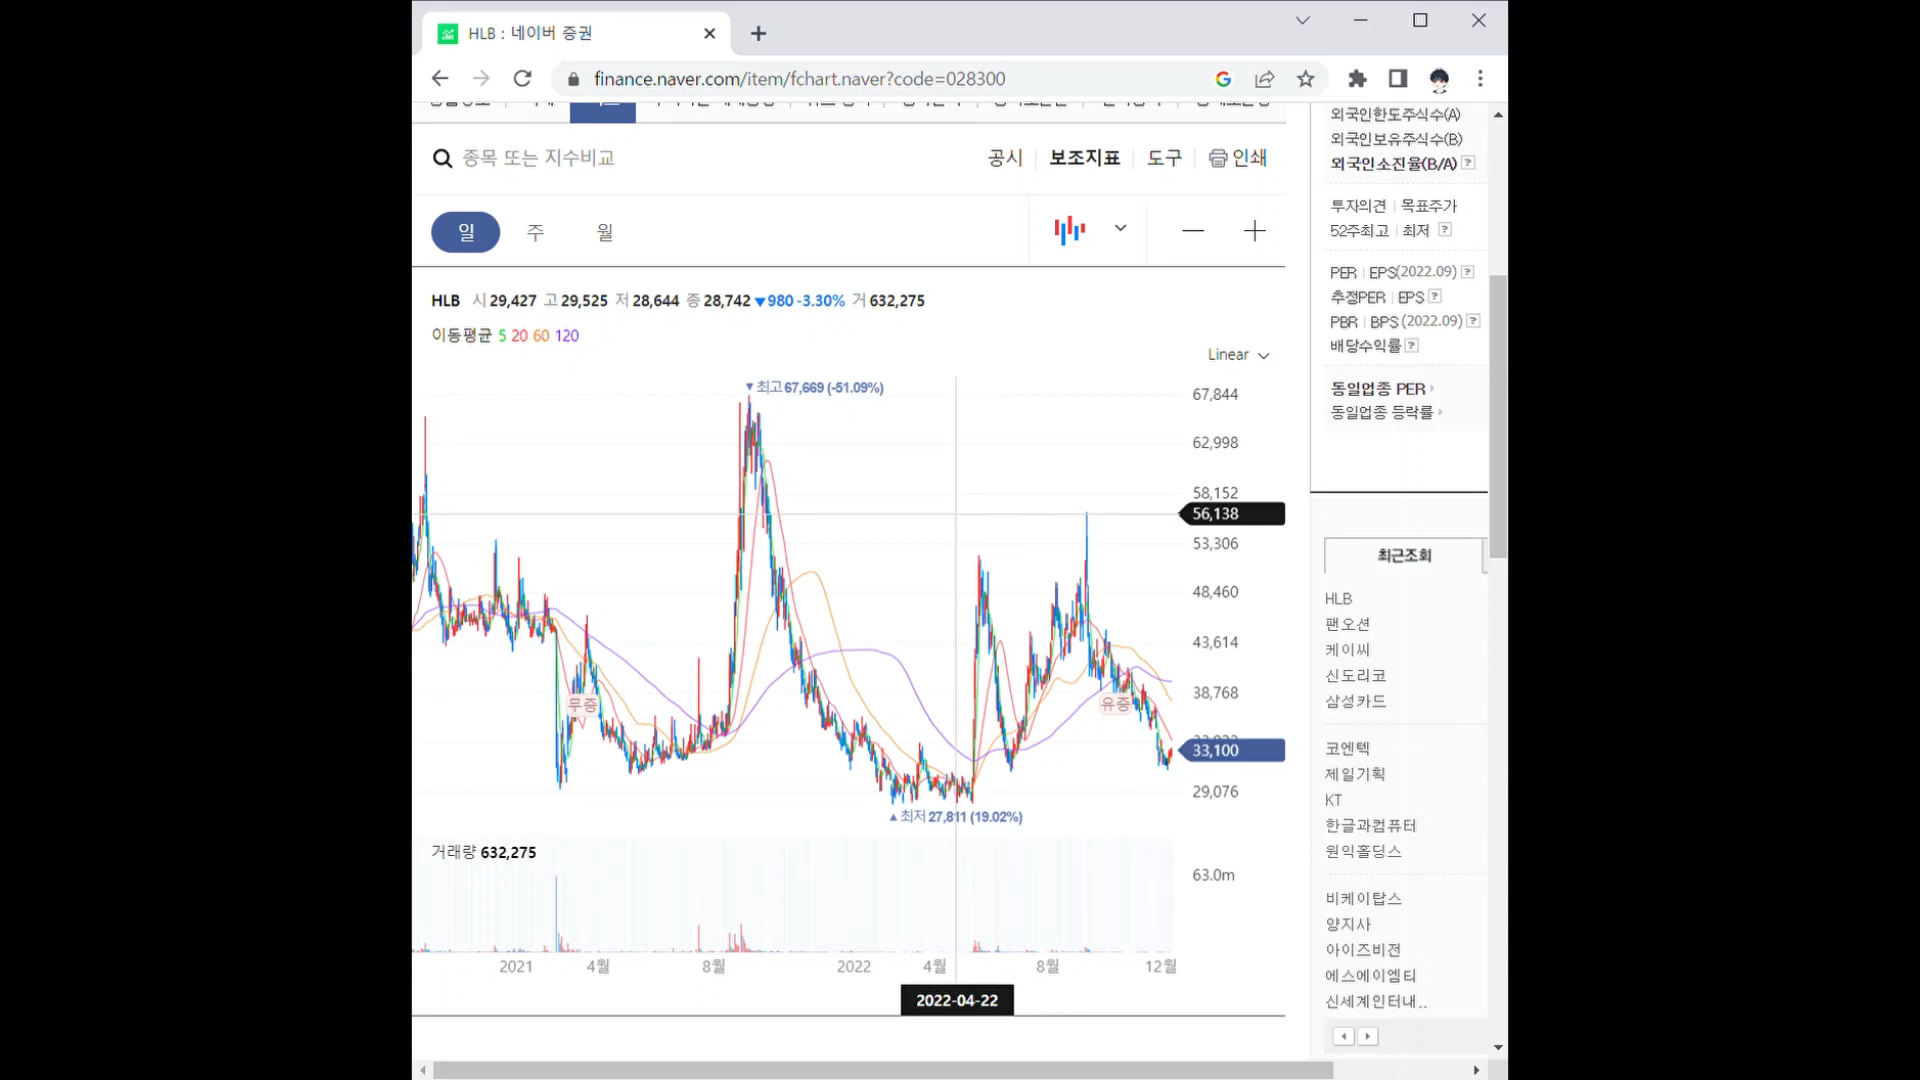 HLB : 네이버 증권
finance.naver.com/item/fchart.naver?code=028300
종목 또는 지수비교
공시
보조지표
도구
인쇄
일
주
월
HLB 시 29,427 고 29,525 저 28,644 종 28,742 ▼980 -3.30% 거 632,275
이동평균 5 20 60 120
Linear
▼최고 67,669 (-51.09%)
67,844
62,998
58,152
56,138
53,306
48,460
43,614
38,768
33,100
29,076
무증
유증
▲최저 27,811 (19.02%)
거래량 632,275
63.0m
2021
4월
8월
2022
4월
8월
12월
2022-04-22
외국인한도주식수(A)
외국인보유주식수(B)
외국인소진율(B/A) ?
투자의견 | 목표주가
52주최고 | 최저 ?
PER | EPS(2022.09) ?
추정PER | EPS ?
PBR | BPS (2022.09) ?
배당수익률 ?
동일업종 PER
동일업종 등락률
최근조회
HLB
팬오션
케이씨
신도리코
삼성카드
코엔텍
제일기획
KT
한글과컴퓨터
원익홀딩스
비케이탑스
양지사
아이즈비전
에스에이엠티
신세계인터내..